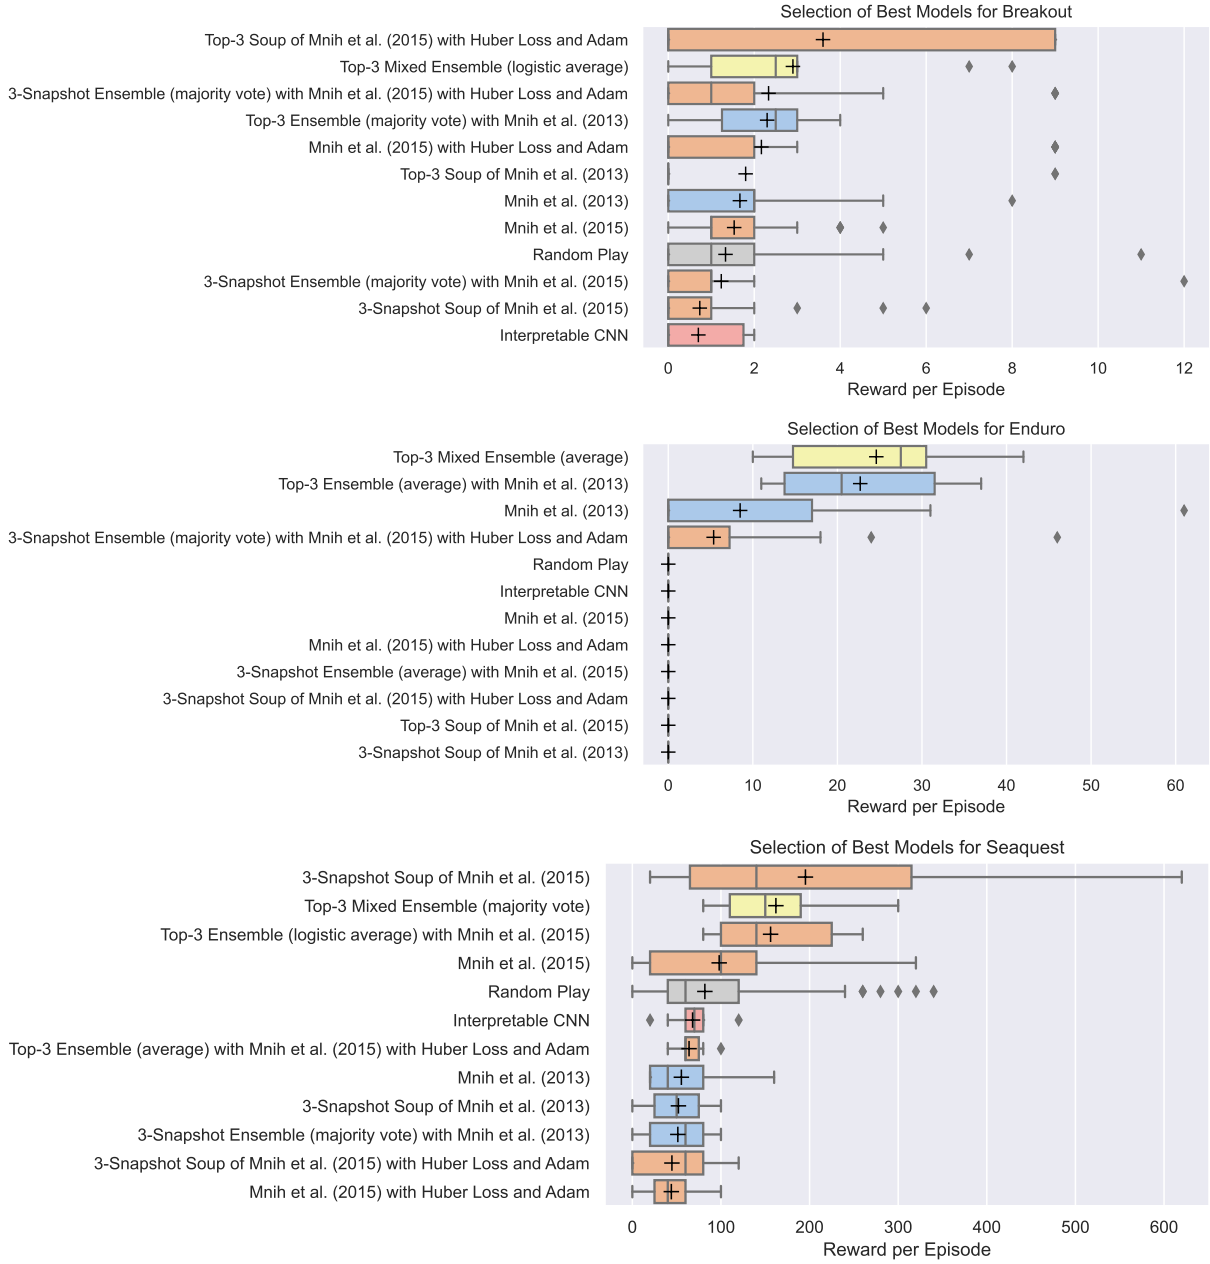 Selection of Best Models for Breakout
Top-3 Soup of Mnih et al. (2015) with Huber Loss and Adam
Top-3 Mixed Ensemble (logistic average)
3-Snapshot Ensemble (majority vote) with Mnih et al. (2015) with Huber Loss and Adam
Top-3 Ensemble (majority vote) with Mnih et al. (2013)
Mnih et al. (2015) with Huber Loss and Adam
Top-3 Soup of Mnih et al. (2013)
Mnih et al. (2013)
Mnih et al. (2015)
Random Play
3-Snapshot Ensemble (majority vote) with Mnih et al. (2015)
3-Snapshot Soup of Mnih et al. (2015)
Interpretable CNN
0 2 4 6 8 10 12
Reward per Episode
Selection of Best Models for Enduro
Top-3 Mixed Ensemble (average)
Top-3 Ensemble (average) with Mnih et al. (2013)
Mnih et al. (2013)
3-Snapshot Ensemble (majority vote) with Mnih et al. (2015) with Huber Loss and Adam
Random Play
Interpretable CNN
Mnih et al. (2015)
Mnih et al. (2015) with Huber Loss and Adam
3-Snapshot Ensemble (average) with Mnih et al. (2015)
3-Snapshot Soup of Mnih et al. (2015) with Huber Loss and Adam
Top-3 Soup of Mnih et al. (2015)
3-Snapshot Soup of Mnih et al. (2013)
0 10 20 30 40 50 60
Reward per Episode
Selection of Best Models for Seaquest
3-Snapshot Soup of Mnih et al. (2015)
Top-3 Mixed Ensemble (majority vote)
Top-3 Ensemble (logistic average) with Mnih et al. (2015)
Mnih et al. (2015)
Random Play
Interpretable CNN
Top-3 Ensemble (average) with Mnih et al. (2015) with Huber Loss and Adam
Mnih et al. (2013)
3-Snapshot Soup of Mnih et al. (2013)
3-Snapshot Ensemble (majority vote) with Mnih et al. (2013)
3-Snapshot Soup of Mnih et al. (2015) with Huber Loss and Adam
Mnih et al. (2015) with Huber Loss and Adam
0 100 200 300 400 500 600
Reward per Episode